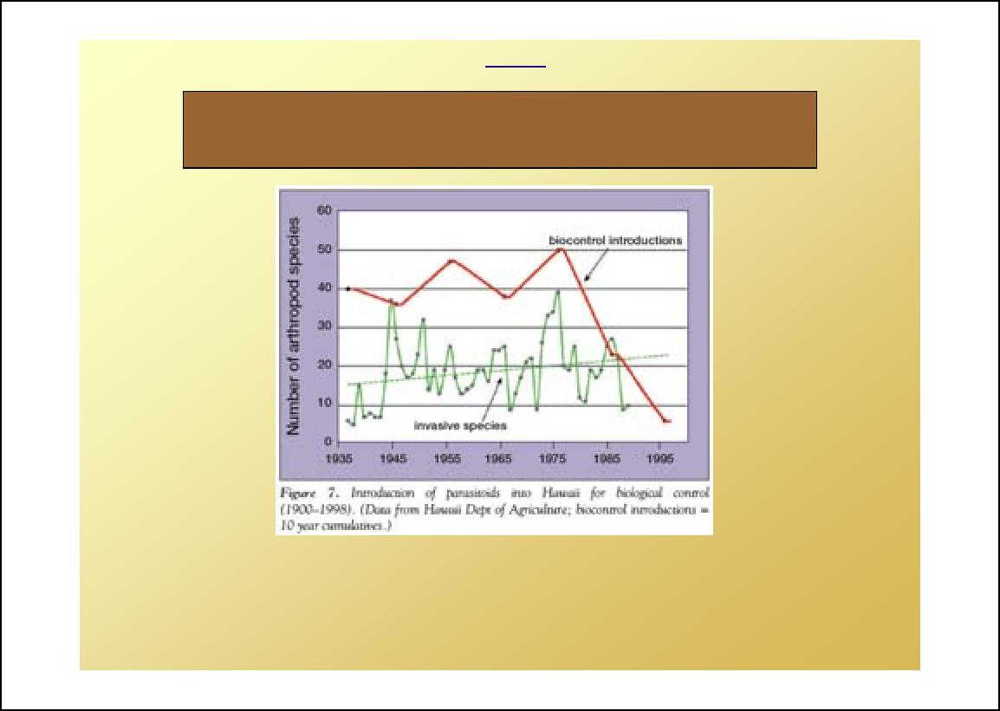 60
50
40
30
20
10
0
Number of arthropod species
biocontrol introductions
invasive species
1935 1945 1955 1965 1975 1985 1995
Figure 7. Introduction of parasitoids into Hawaii for biological control
(1900–1998). (Data from Hawaii Dept of Agriculture; biocontrol introductions =
10 year cumulatives.)